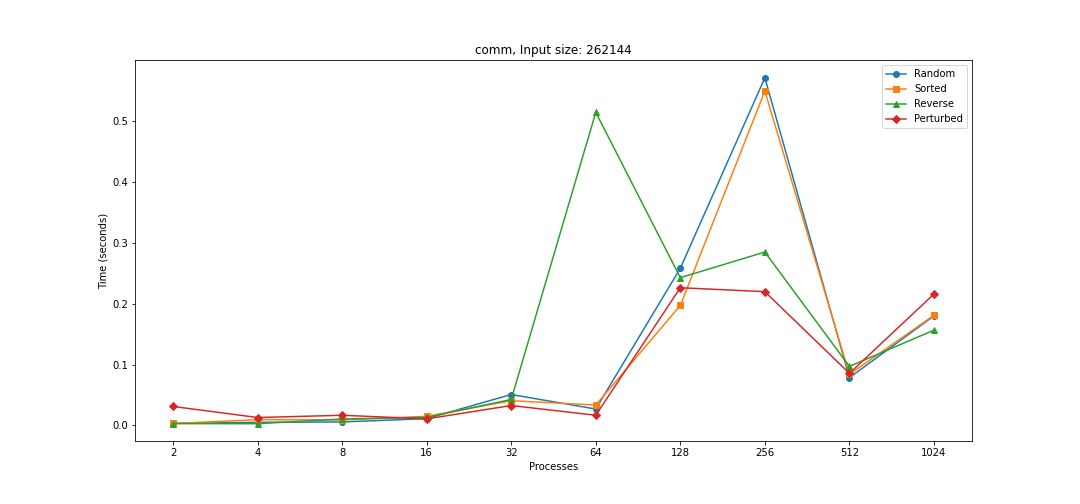 comm, Input size: 262144
Random
Sorted
Reverse
Perturbed
Time (seconds)
0.5
0.4
0.3
0.2
0.1
0.0
2 4 8 16 32 64 128 256 512 1024
Processes